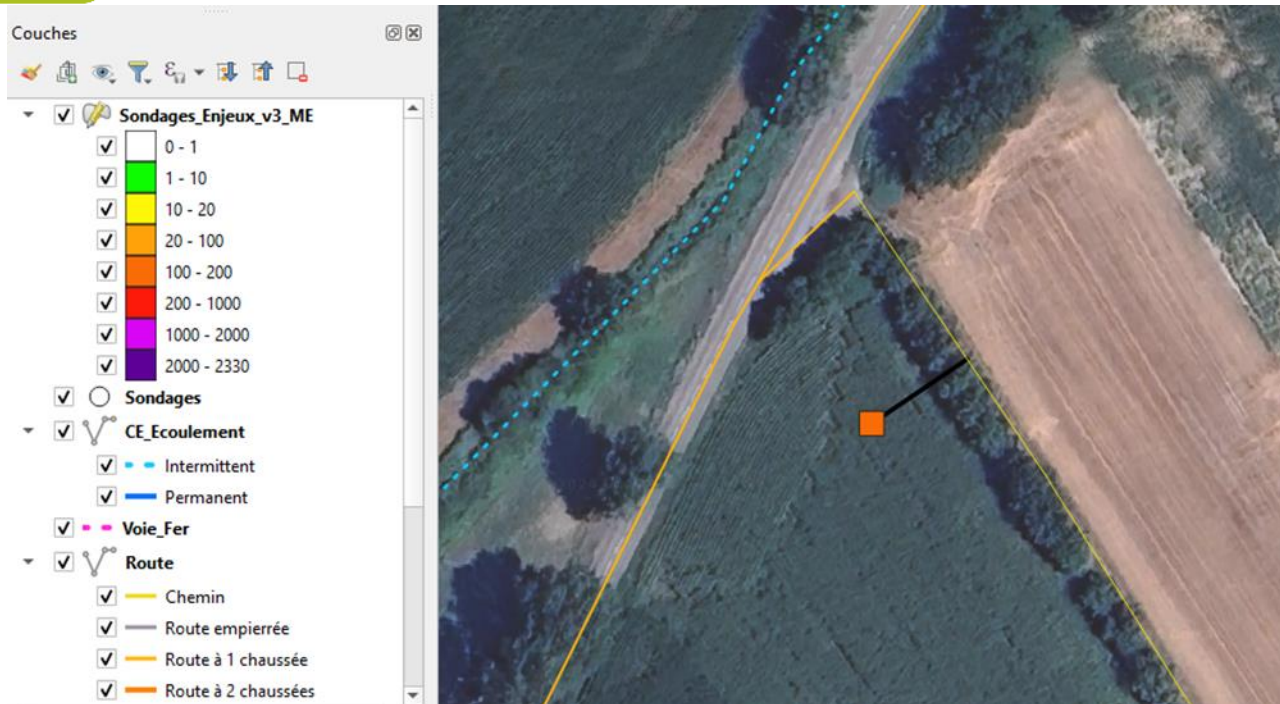 Couches
Sondages_Enjeux_v3_ME
0 - 1
1 - 10
10 - 20
20 - 100
100 - 200
200 - 1000
1000 - 2000
2000 - 2330
Sondages
CE_Ecoulement
Intermittent
Permanent
Voie_Fer
Route
Chemin
Route empierrée
Route à 1 chaussée
Route à 2 chaussées